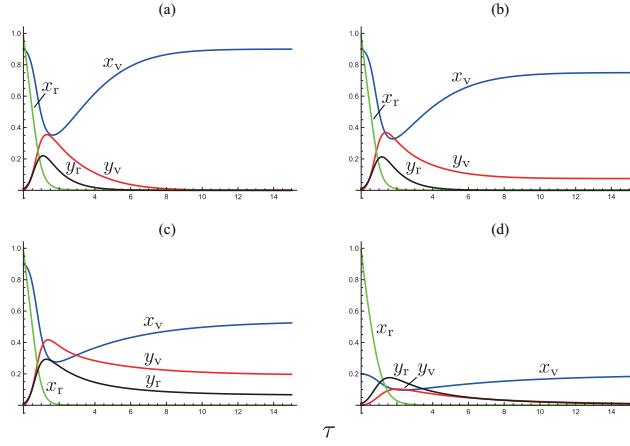 (a) (b)
1.0 1.0
0.8 0.8
0.6 0.6
0.4 0.4
0.2 0.2
x_v x_v
x_r x_r
y_r y_v y_r y_v
2 4 6 8 10 12 14 2 4 6 8 10 12 14
(c) (d)
1.0 1.0
0.8 0.8
0.6 0.6
0.4 0.4
0.2 0.2
x_v x_r
y_v y_r y_v x_v
x_r y_r
2 4 6 8 10 12 14 2 4 6 8 10 12 14
τ